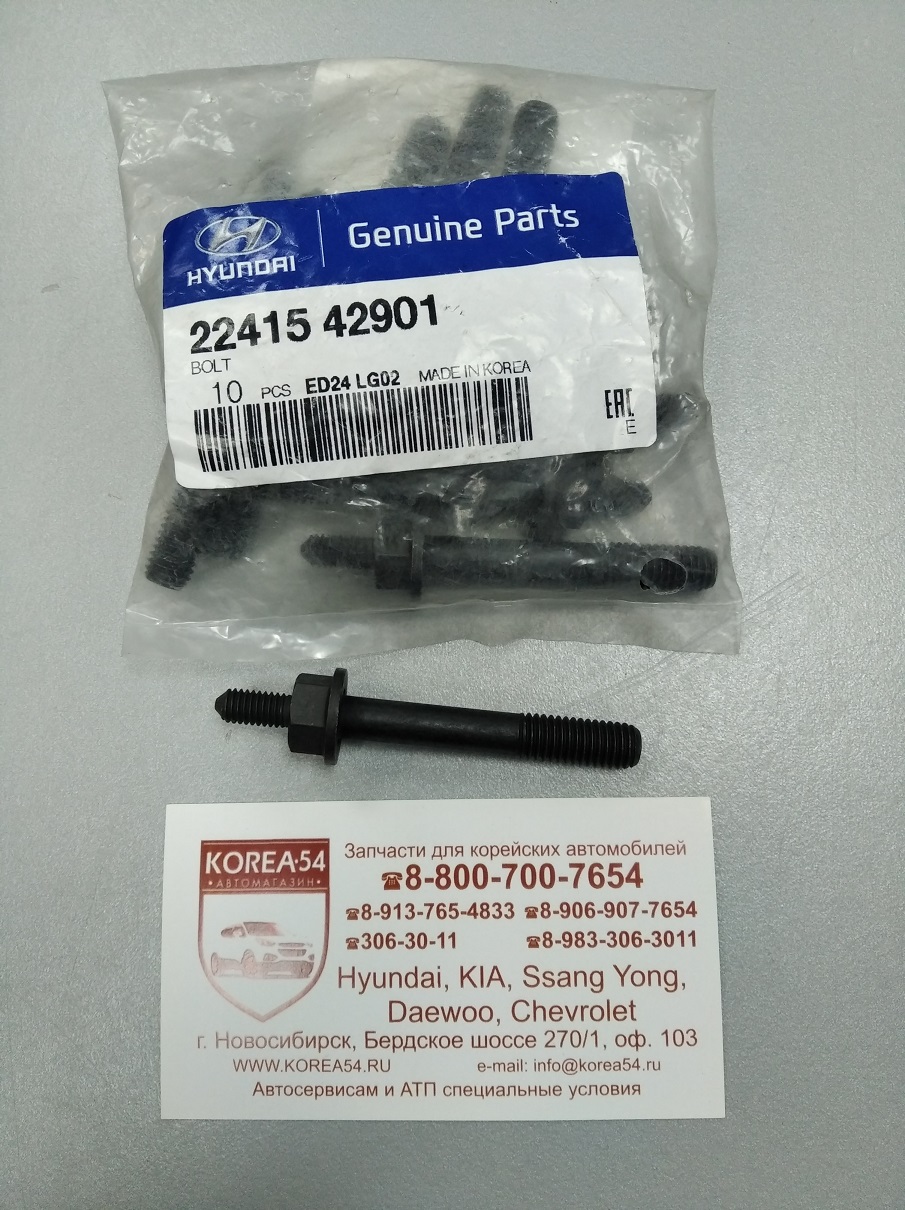 HYUNDAI
Genuine Parts
22415 42901
BOLT
10 PCS ED24 LG02 MADE IN KOREA
EAC
E
KOREA·54
•АВТОМАГАЗИН•
Запчасти для корейских автомобилей
☎8-800-700-7654
☎8-913-765-4833 ☎8-906-907-7654
☎306-30-11 ☎8-983-306-3011
Hyundai, KIA, Ssang Yong,
Daewoo, Chevrolet
г. Новосибирск, Бердское шоссе 270/1, оф. 103
WWW.KOREA54.RU e-mail: info@korea54.ru
Автосервисам и АТП специальные условия